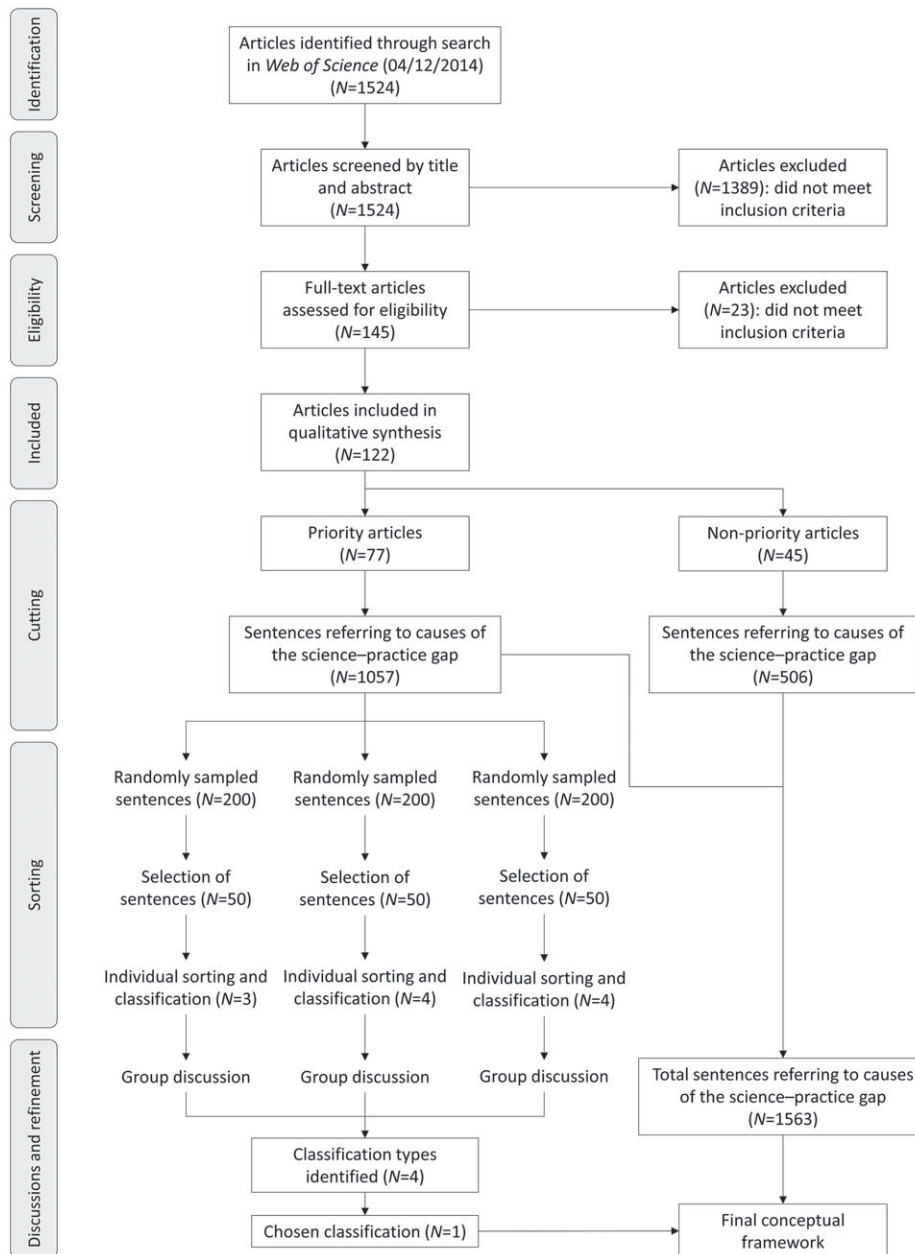 Identification
Articles identified through search
in Web of Science (04/12/2014)
(N=1524)
Screening
Articles screened by title
and abstract
(N=1524)
Articles excluded
(N=1389): did not meet
inclusion criteria
Eligibility
Full-text articles
assessed for eligibility
(N=145)
Articles excluded
(N=23): did not meet
inclusion criteria
Included
Articles included in
qualitative synthesis
(N=122)
Cutting
Priority articles
(N=77)
Non-priority articles
(N=45)
Sentences referring to causes of
the science–practice gap
(N=1057)
Sentences referring to causes of
the science–practice gap
(N=506)
Sorting
Randomly sampled
sentences (N=200)
Randomly sampled
sentences (N=200)
Randomly sampled
sentences (N=200)
Selection of
sentences (N=50)
Selection of
sentences (N=50)
Selection of
sentences (N=50)
Individual sorting and
classification (N=3)
Individual sorting and
classification (N=4)
Individual sorting and
classification (N=4)
Discussions and refinement
Group discussion
Group discussion
Group discussion
Total sentences referring to causes
of the science–practice gap
(N=1563)
Classification types
identified (N=4)
Chosen classification (N=1)
Final conceptual
framework